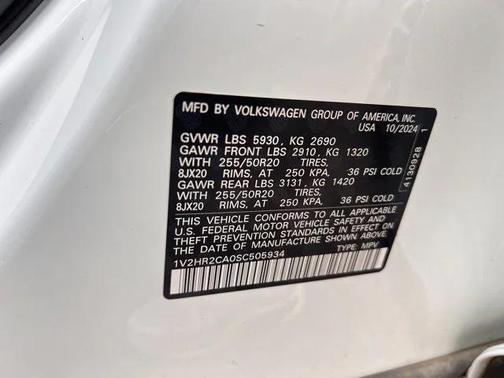 MFD BY VOLKSWAGEN GROUP OF AMERICA, INC.
USA 10/2024
GVWR LBS 5930, KG 2690
GAWR FRONT LBS 2910, KG 1320
WITH 255/50R20 TIRES,
8JX20 RIMS, AT 250 KPA. 36 PSI COLD
GAWR REAR LBS 3131, KG 1420
WITH 255/50R20 TIRES,
8JX20 RIMS, AT 250 KPA. 36 PSI COLD
THIS VEHICLE CONFORMS TO ALL APPLICABLE
U.S. FEDERAL MOTOR VEHICLE SAFETY AND
THEFT PREVENTION STANDARDS IN EFFECT ON THE
DATE OF MANUFACTURE SHOWN ABOVE.
1V2HR2CA0SC505934 TYPE: MPV
4130928 1